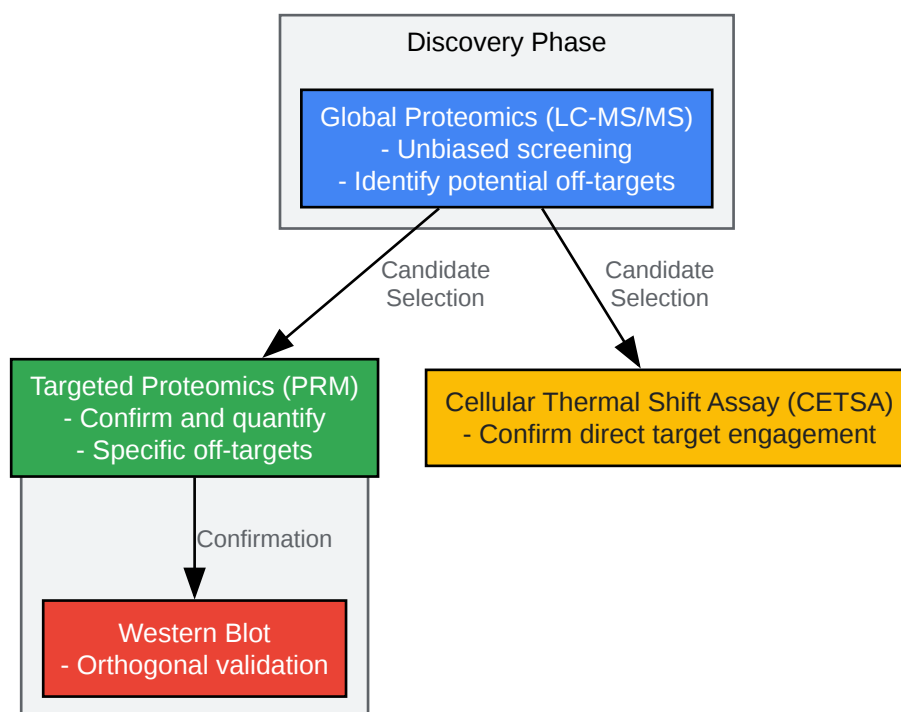 Discovery Phase
Global Proteomics (LC-MS/MS)
- Unbiased screening
- Identify potential off-targets
Candidate
Selection
Candidate
Selection
Targeted Proteomics (PRM)
- Confirm and quantify
- Specific off-targets
Cellular Thermal Shift Assay (CETSA)
- Confirm direct target engagement
Confirmation
Western Blot
- Orthogonal validation